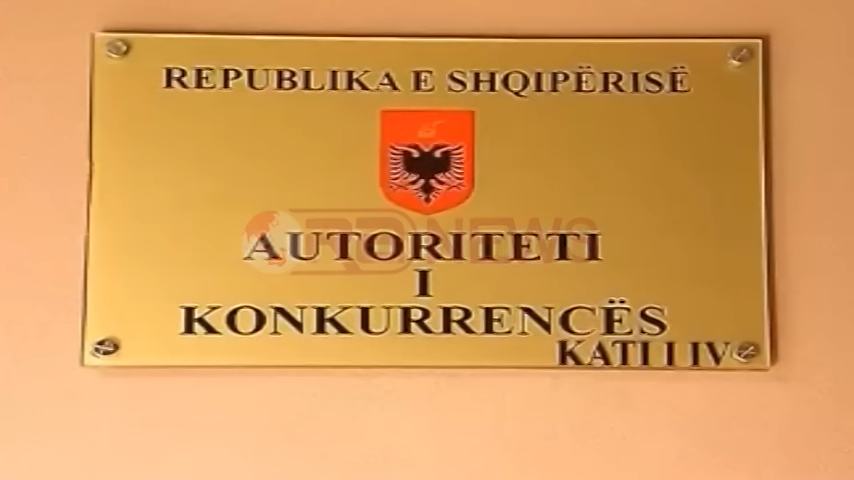 REPUBLIKA E SHQIPËRISË
AUTORITETI
I
KONKURRENCËS
KATI I IV